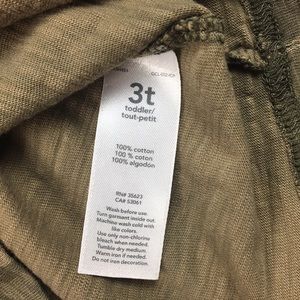 3t
toddler/
tout-petit
100% cotton
100 % coton
100% algodón
RN# 35623
CA# 53061
Wash before use.
Turn garment inside out.
Machine wash cold with
like colors.
Use only non-chlorine
bleach when needed.
Tumble dry medium.
Warm iron if needed.
Do not iron decoration.